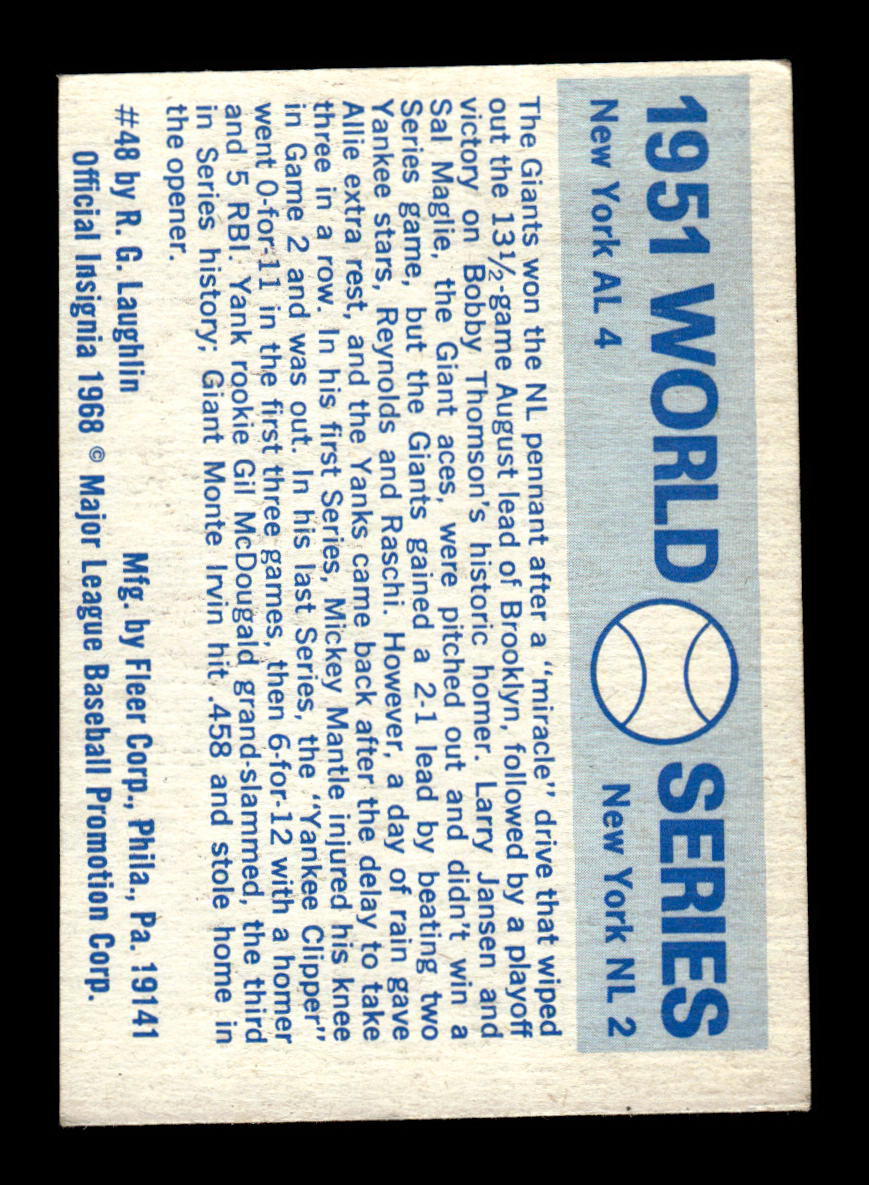 1951 WORLD SERIES
New York AL 4 New York NL 2
The Giants won the NL pennant after a "miracle" drive that wiped
out the 13½-game August lead of Brooklyn, followed by a playoff
victory on Bobby Thomson's historic homer. Larry Jansen and
Sal Maglie, the Giant aces, were pitched out and didn't win a
Series game, but the Giants gained a 2-1 lead by beating two
Yankee stars, Reynolds and Raschi. However, a day of rain gave
Allie extra rest, and the Yanks came back after the delay to take
three in a row. In his first Series, Mickey Mantle injured his knee
in Game 2 and was out. In his last Series, the "Yankee Clipper"
went 0-for-11 in the first three games, then 6-for-12 with a homer
and 5 RBI. Yank rookie Gil McDougald grand-slammed, the third
in Series history; Giant Monte Irvin hit .458 and stole home in
the opener.
#48 by R. G. Laughlin Mfg. by Fleer Corp., Phila., Pa. 19141
Official Insignia 1968 © Major League Baseball Promotion Corp.